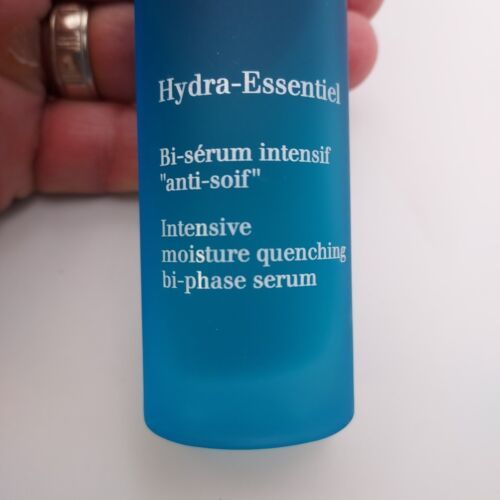 Hydra-Essentiel
Bi-sérum intensif
"anti-soif"
Intensive
moisture quenching
bi-phase serum